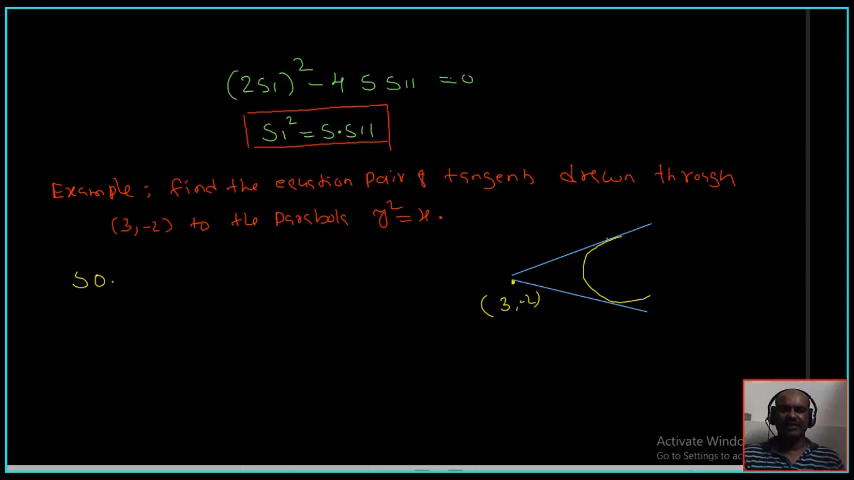 (2S1)² - 4 S S11 = 0
S1² = S·S11
Example: find the equation pair of tangents drawn through
(3,-2) to the parabola y² = x.
SO.
(3,-2)
Activate Windo
Go to Settings to ac